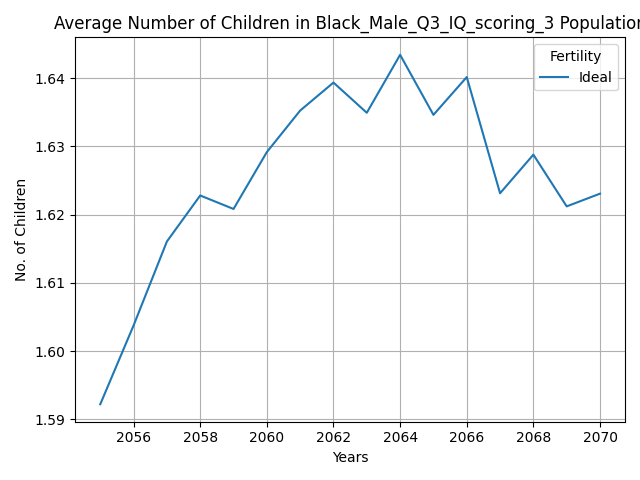 Average Number of Children in Black_Male_Q3_IQ_scoring_3 Population
Fertility
Ideal
1.64
1.63
1.62
1.61
1.60
1.59
No. of Children
2056 2058 2060 2062 2064 2066 2068 2070
Years